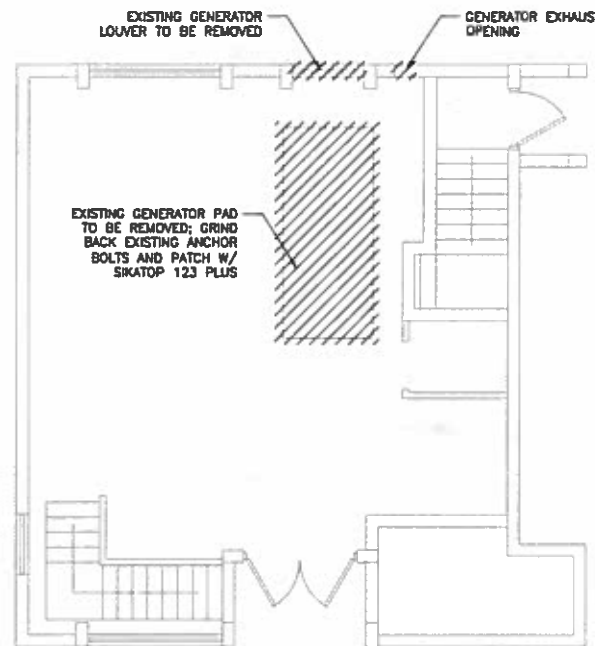 EXISTING GENERATOR
LOUVER TO BE REMOVED
GENERATOR EXHAUS
OPENING
EXISTING GENERATOR PAD
TO BE REMOVED; GRIND
BACK EXISTING ANCHOR
BOLTS AND PATCH W/
SIKATOP 123 PLUS